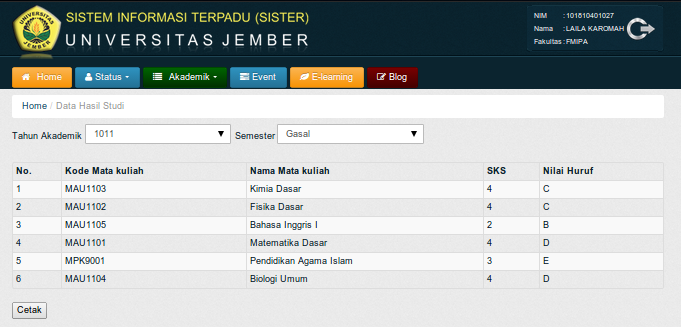 SISTEM INFORMASI TERPADU (SISTER)
UNIVERSITAS JEMBER
NIM : 101810401027
Nama : LAILA KAROMAH
Fakultas : FMIPA
Home Status Akademik Event E-learning Blog
Home / Data Hasil Studi
Tahun Akademik 1011 Semester Gasal
No. Kode Mata kuliah Nama Mata kuliah SKS Nilai Huruf
1 MAU1103 Kimia Dasar 4 C
2 MAU1102 Fisika Dasar 4 C
3 MAU1105 Bahasa Inggris I 2 B
4 MAU1101 Matematika Dasar 4 D
5 MPK9001 Pendidikan Agama Islam 3 E
6 MAU1104 Biologi Umum 4 D
Cetak